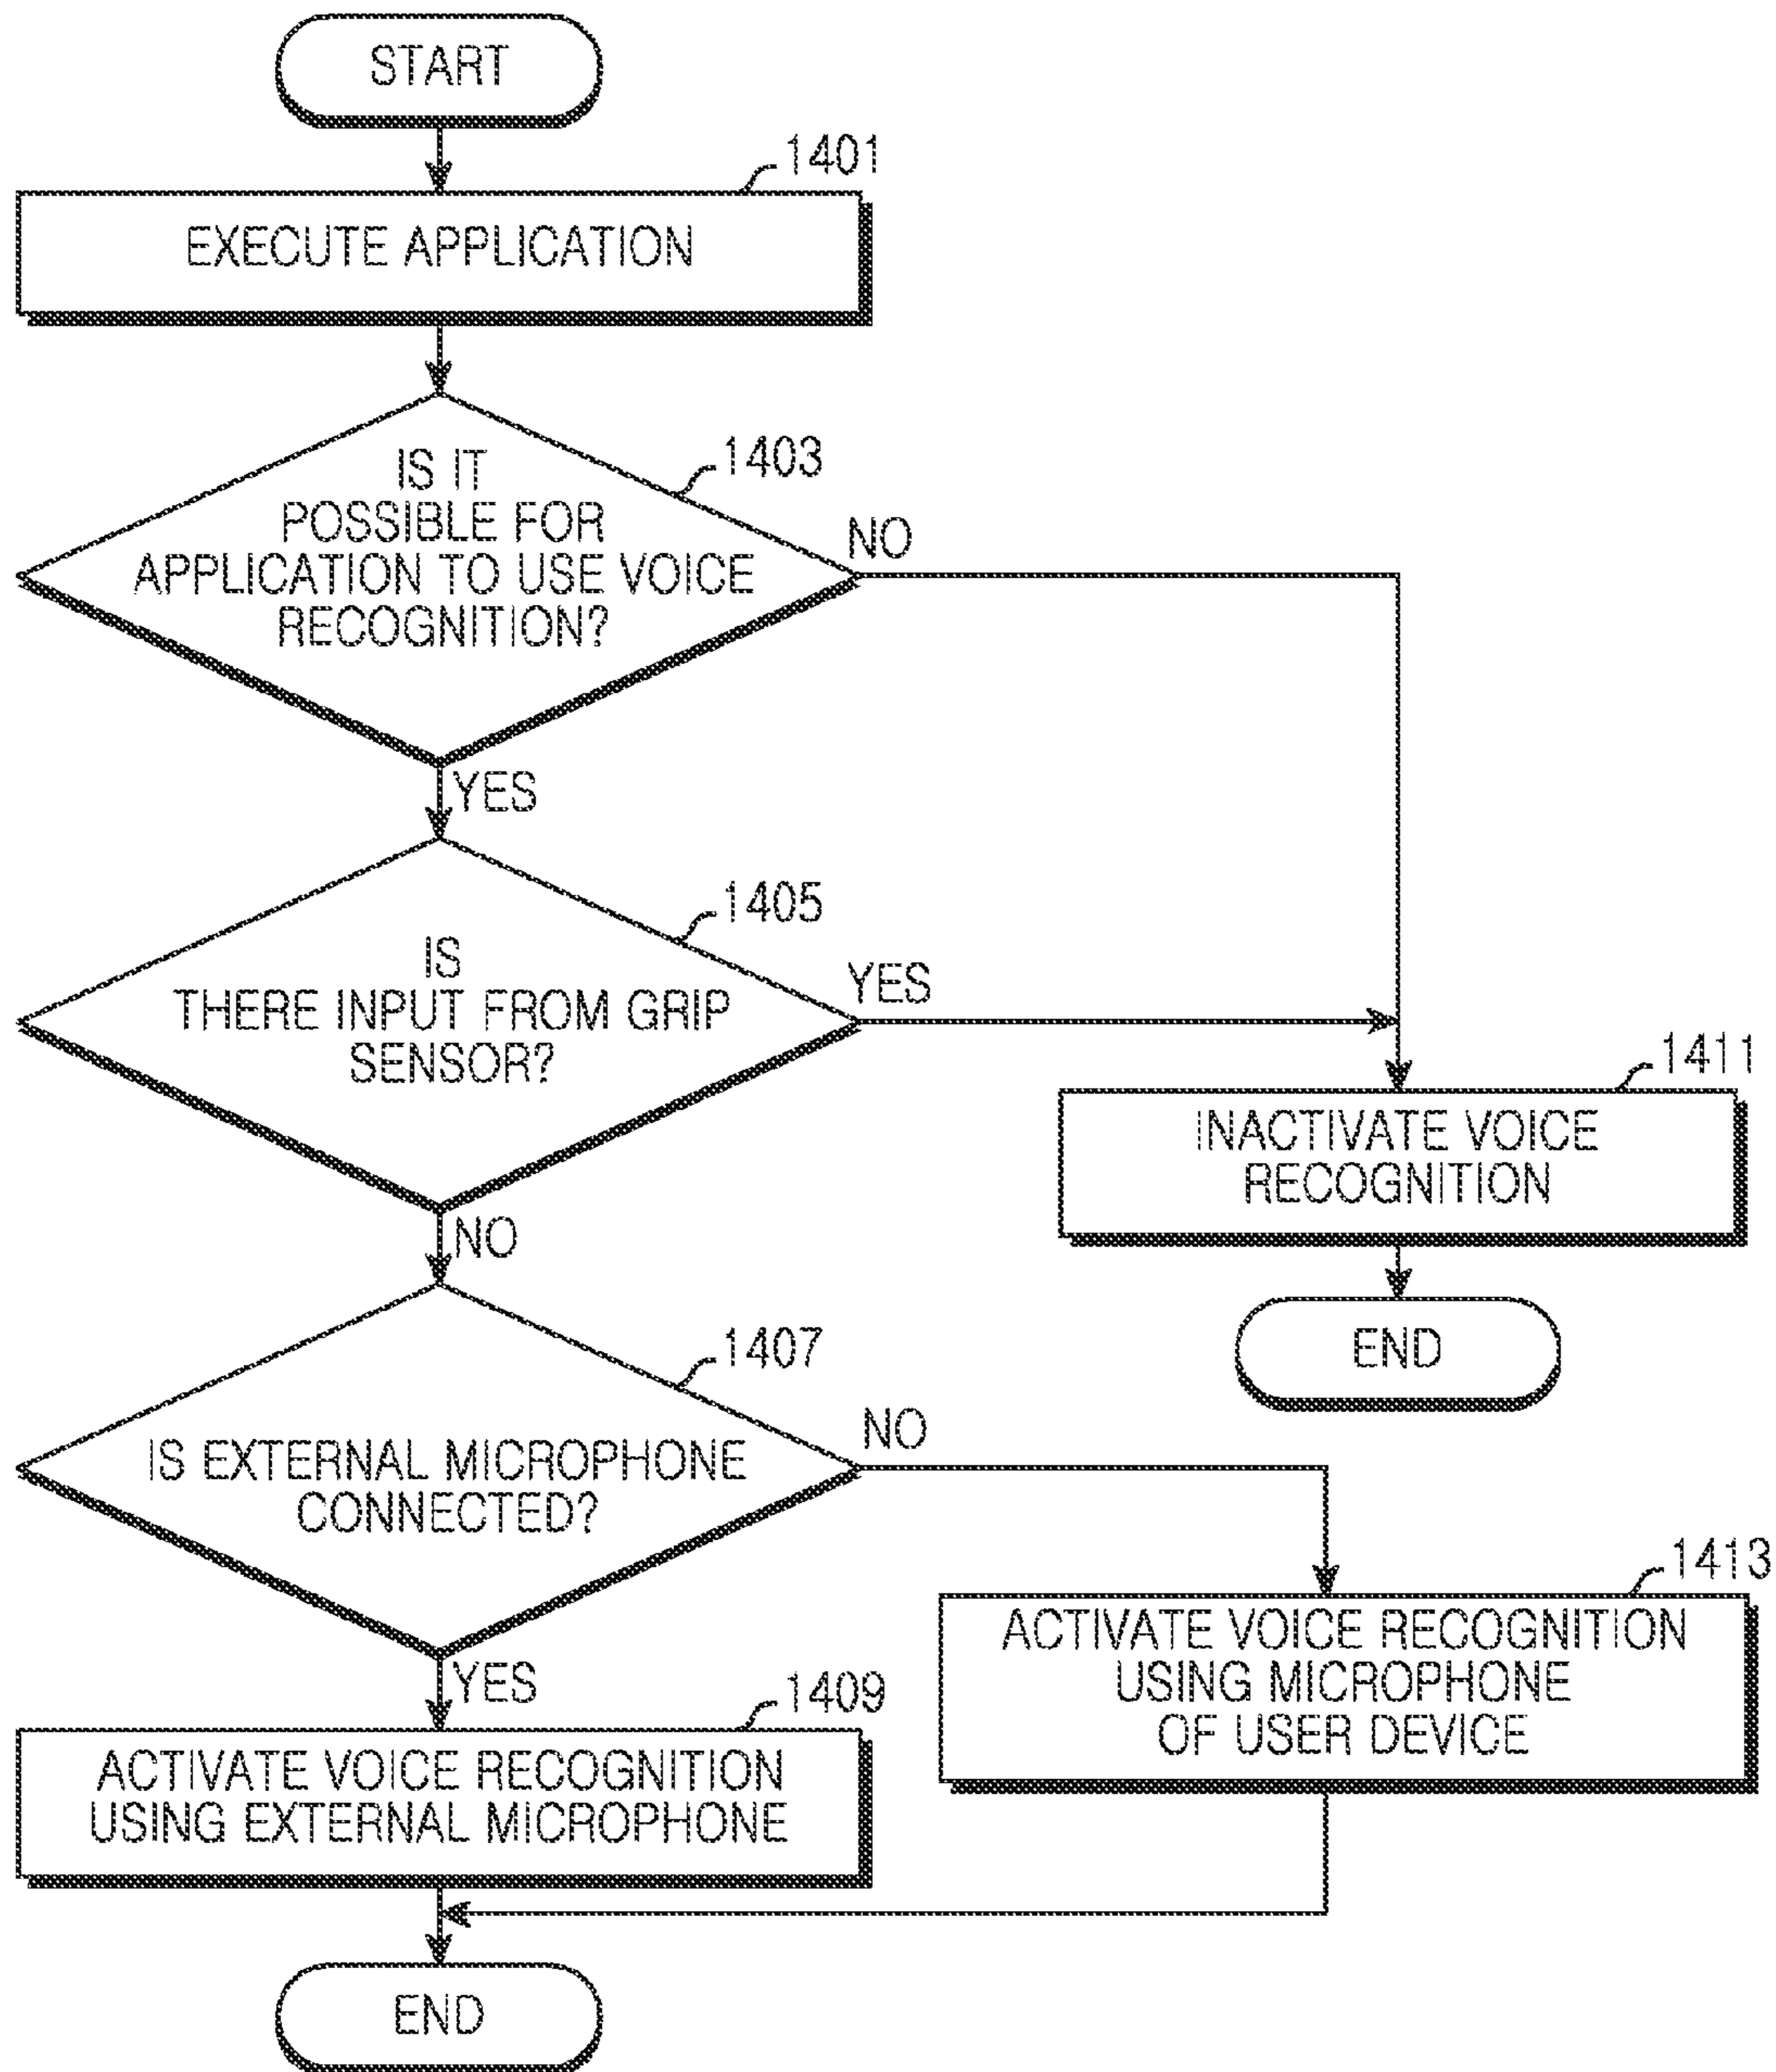 START
1401
EXECUTE APPLICATION
1403
IS IT
POSSIBLE FOR
APPLICATION TO USE VOICE
RECOGNITION?
NO
YES
1405
IS
THERE INPUT FROM GRIP
SENSOR?
YES
NO
1411
INACTIVATE VOICE
RECOGNITION
END
1407
IS EXTERNAL MICROPHONE
CONNECTED?
NO
YES
1413
ACTIVATE VOICE RECOGNITION
USING MICROPHONE
OF USER DEVICE
1409
ACTIVATE VOICE RECOGNITION
USING EXTERNAL MICROPHONE
END